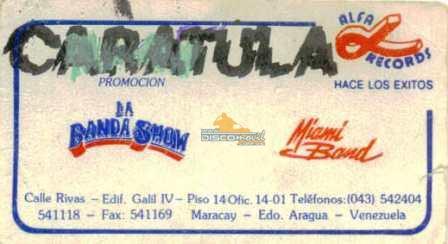 CARATULA
ALFA
RECORDS
PROMOCION
HACE LOS EXITOS
LA
BANDA SHOW
Miami
Band
DISCOMOVIL
Calle Rivas – Edif. Galil IV – Piso 14 Ofic. 14-01 Teléfonos: (043) 542404
541118 – Fax: 541169 Maracay – Edo. Aragua – Venezuela